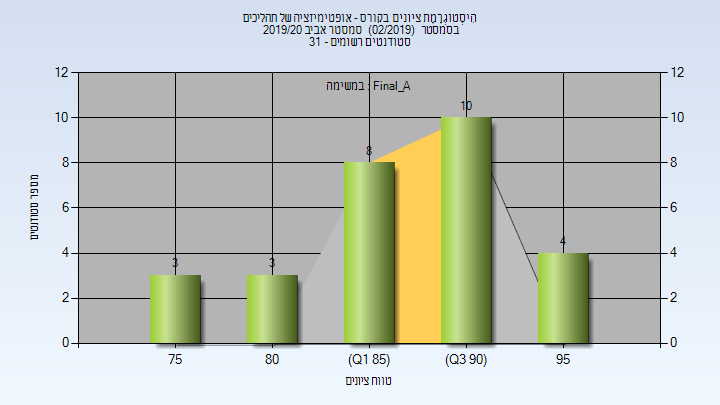 היסטוגרמת ציונים בקורס - אופטימיזציה של תהליכים
בסמסטר (02/2019) סמסטר אביב 2019/20
סטודנטים רשומים - 31
במשימה : Final_A
12 12
10 10 10
8 8 8
6 6
4 4 4
3 3
2 2
0 0
75 80 (Q1 85) (Q3 90) 95
מספר סטודנטים
טווח ציונים